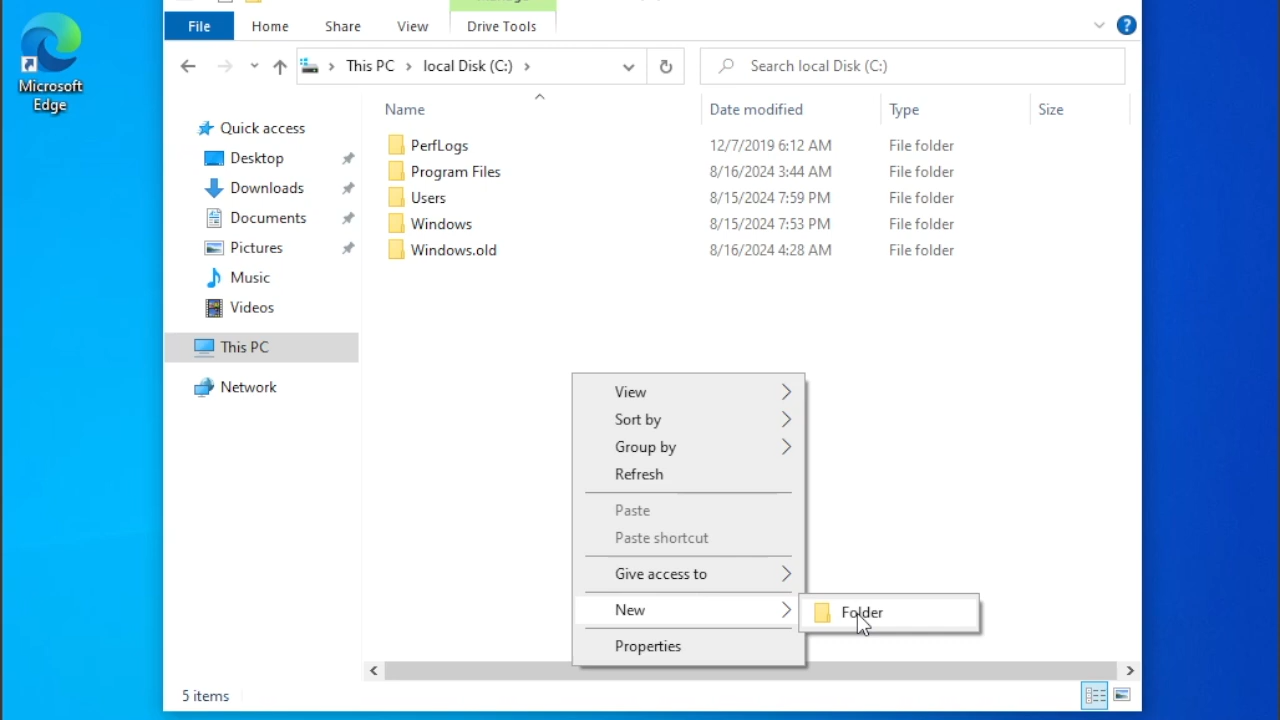 File Home Share View Drive Tools
This PC local Disk (C:) Search local Disk (C:)
Microsoft
Edge
Quick access
Desktop
Downloads
Documents
Pictures
Music
Videos
This PC
Network
Name Date modified Type Size
PerfLogs 12/7/2019 6:12 AM File folder
Program Files 8/16/2024 3:44 AM File folder
Users 8/15/2024 7:59 PM File folder
Windows 8/15/2024 7:53 PM File folder
Windows.old 8/16/2024 4:28 AM File folder
View
Sort by
Group by
Refresh
Paste
Paste shortcut
Give access to
New
Folder
Properties
5 items